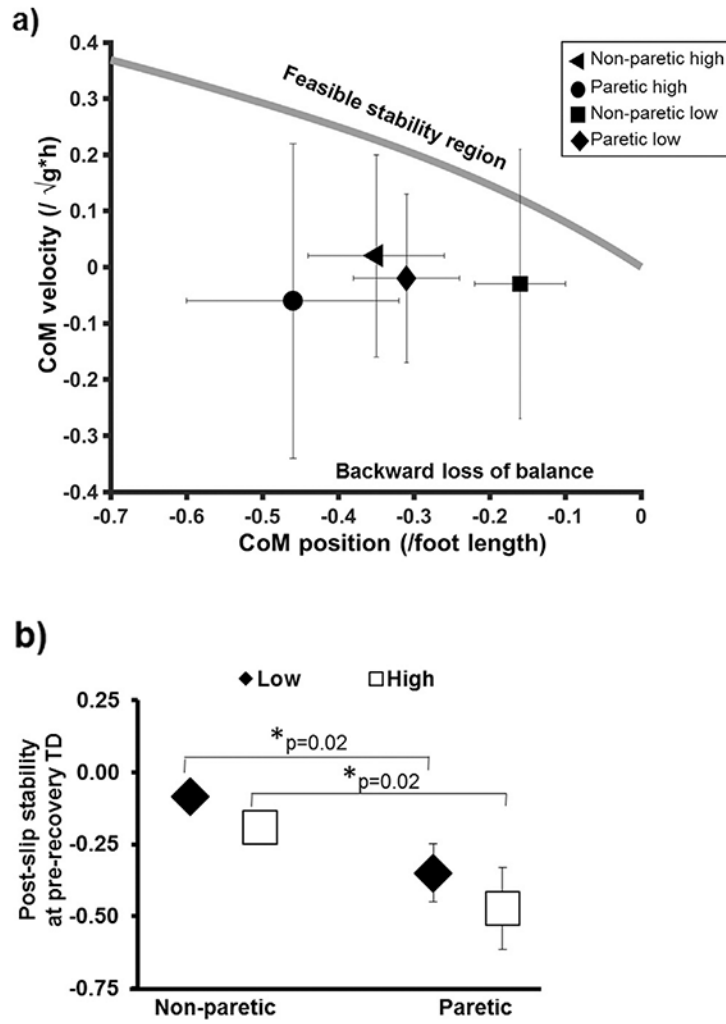 a)
0.4
0.3
0.2
0.1
0
-0.1
-0.2
-0.3
-0.4
CoM velocity (/ √g*h)
Feasible stability region
Non-paretic high
Paretic high
Non-paretic low
Paretic low
Backward loss of balance
-0.7 -0.6 -0.5 -0.4 -0.3 -0.2 -0.1 0
CoM position (/foot length)
b)
Low High
0.25
0.00
-0.25
-0.50
-0.75
Post-slip stability
at pre-recovery TD
*p=0.02
*p=0.02
Non-paretic Paretic